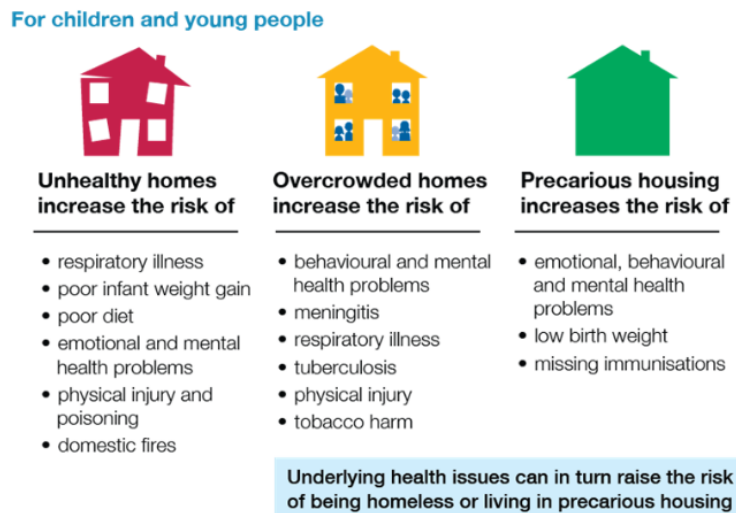 For children and young people
Unhealthy homes
increase the risk of
• respiratory illness
• poor infant weight gain
• poor diet
• emotional and mental
health problems
• physical injury and
poisoning
• domestic fires
Overcrowded homes
increase the risk of
• behavioural and mental
health problems
• meningitis
• respiratory illness
• tuberculosis
• physical injury
• tobacco harm
Precarious housing
increases the risk of
• emotional, behavioural
and mental health
problems
• low birth weight
• missing immunisations
Underlying health issues can in turn raise the risk
of being homeless or living in precarious housing